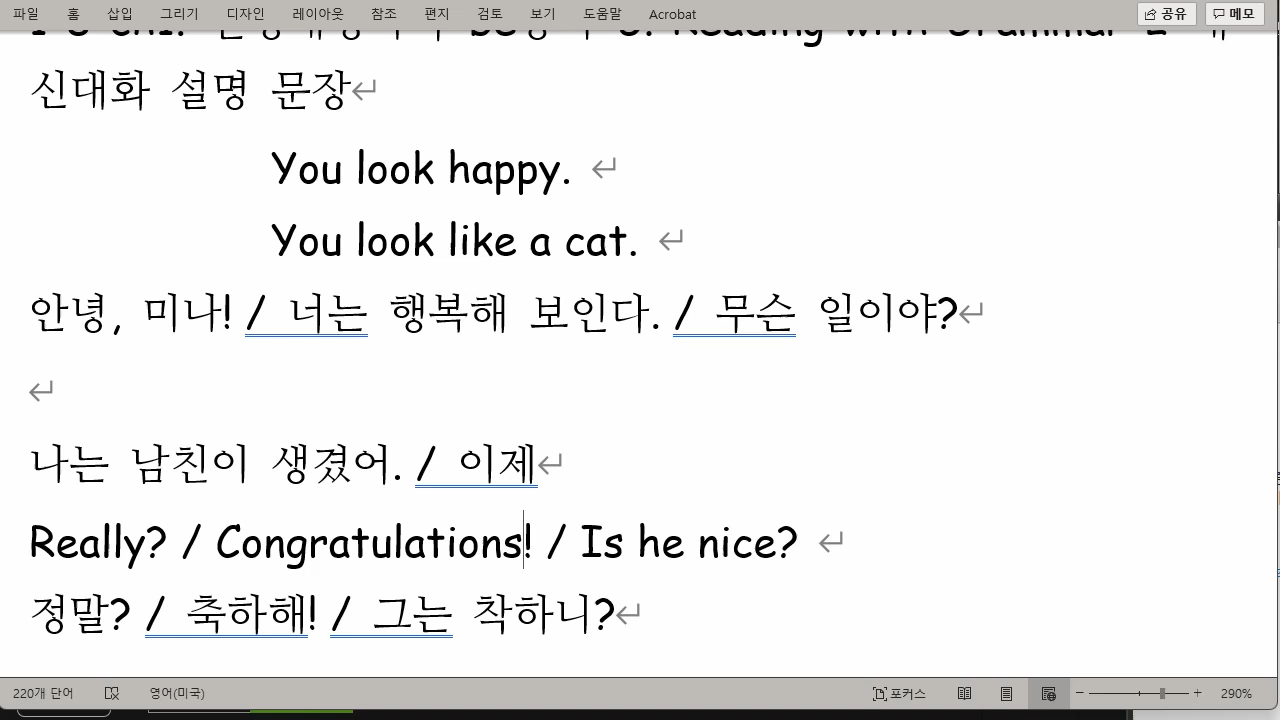 파일 홈 삽입 그리기 디자인 레이아웃 참조 편지 검토 보기 도움말 Acrobat 공유 메모
신대화 설명 문장
You look happy.
You look like a cat.
안녕, 미나! / 너는 행복해 보인다. / 무슨 일이야?
나는 남친이 생겼어. / 이제
Really? / Congratulations! / Is he nice?
정말? / 축하해! / 그는 착하니?
220개 단어 영어(미국) 포커스 290%